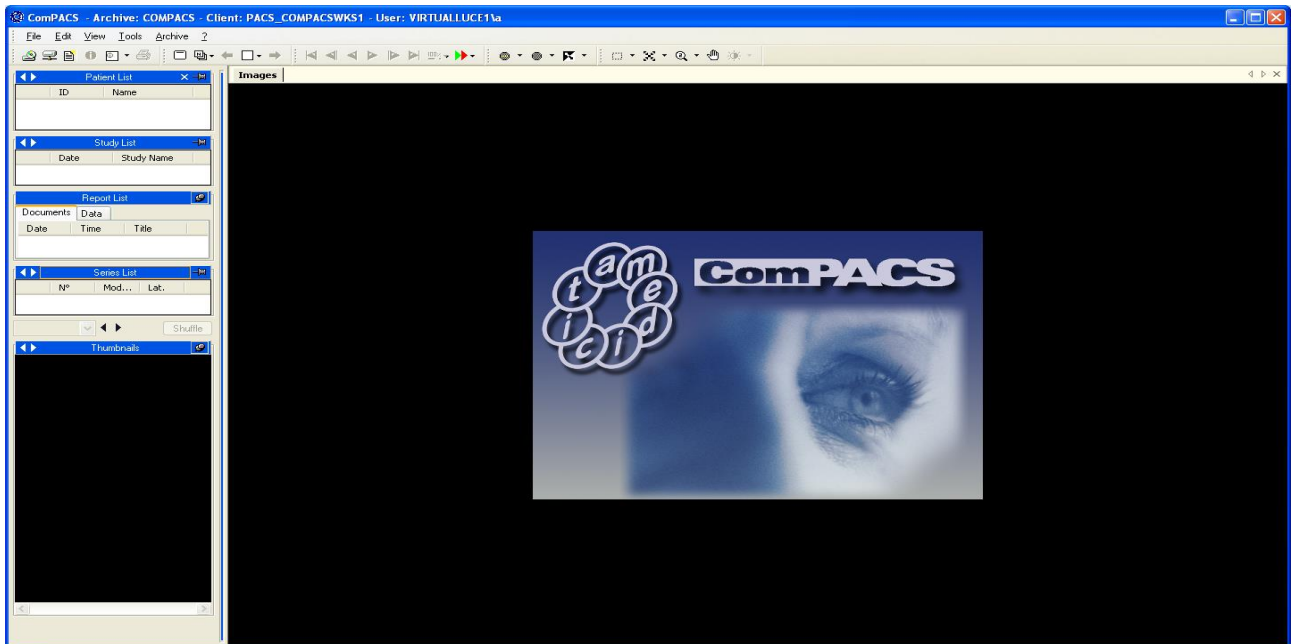 ComPACS - Archive: COMPACS - Client: PACS_COMPACSWKS1 - User: VIRTUALLUCE1\a
File Edit View Tools Archive ?
Patient List
ID Name
Study List
Date Study Name
Report List
Documents Data
Date Time Title
Series List
N° Mod... Lat.
Shuffle
Thumbnails
Images
medicitam
ComPACS